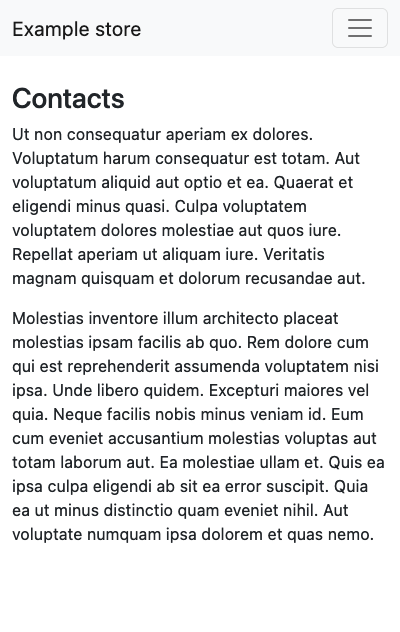 Example store
Contacts
Ut non consequatur aperiam ex dolores.
Voluptatum harum consequatur est totam. Aut
voluptatum aliquid aut optio et ea. Quaerat et
eligendi minus quasi. Culpa voluptatem
voluptatem dolores molestiae aut quos iure.
Repellat aperiam ut aliquam iure. Veritatis
magnam quisquam et dolorum recusandae aut.
Molestias inventore illum architecto placeat
molestias ipsam facilis ab quo. Rem dolore cum
qui est reprehenderit assumenda voluptatem nisi
ipsa. Unde libero quidem. Excepturi maiores vel
quia. Neque facilis nobis minus veniam id. Eum
cum eveniet accusantium molestias voluptas aut
totam laborum aut. Ea molestiae ullam et. Quis ea
ipsa culpa eligendi ab sit ea error suscipit. Quia
ea ut minus distinctio quam eveniet nihil. Aut
voluptate numquam ipsa dolorem et quas nemo.